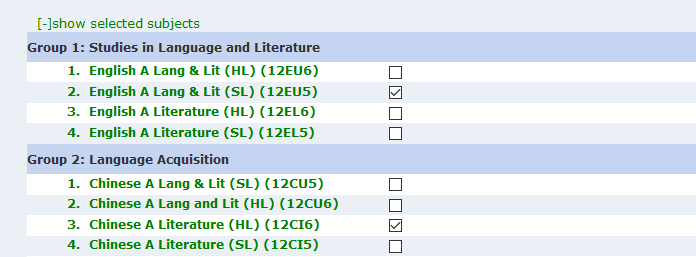 [-]show selected subjects
Group 1: Studies in Language and Literature
1. English A Lang & Lit (HL) (12EU6)
2. English A Lang & Lit (SL) (12EU5)
3. English A Literature (HL) (12EL6)
4. English A Literature (SL) (12EL5)
Group 2: Language Acquisition
1. Chinese A Lang & Lit (SL) (12CU5)
2. Chinese A Lang and Lit (HL) (12CU6)
3. Chinese A Literature (HL) (12CI6)
4. Chinese A Literature (SL) (12CI5)